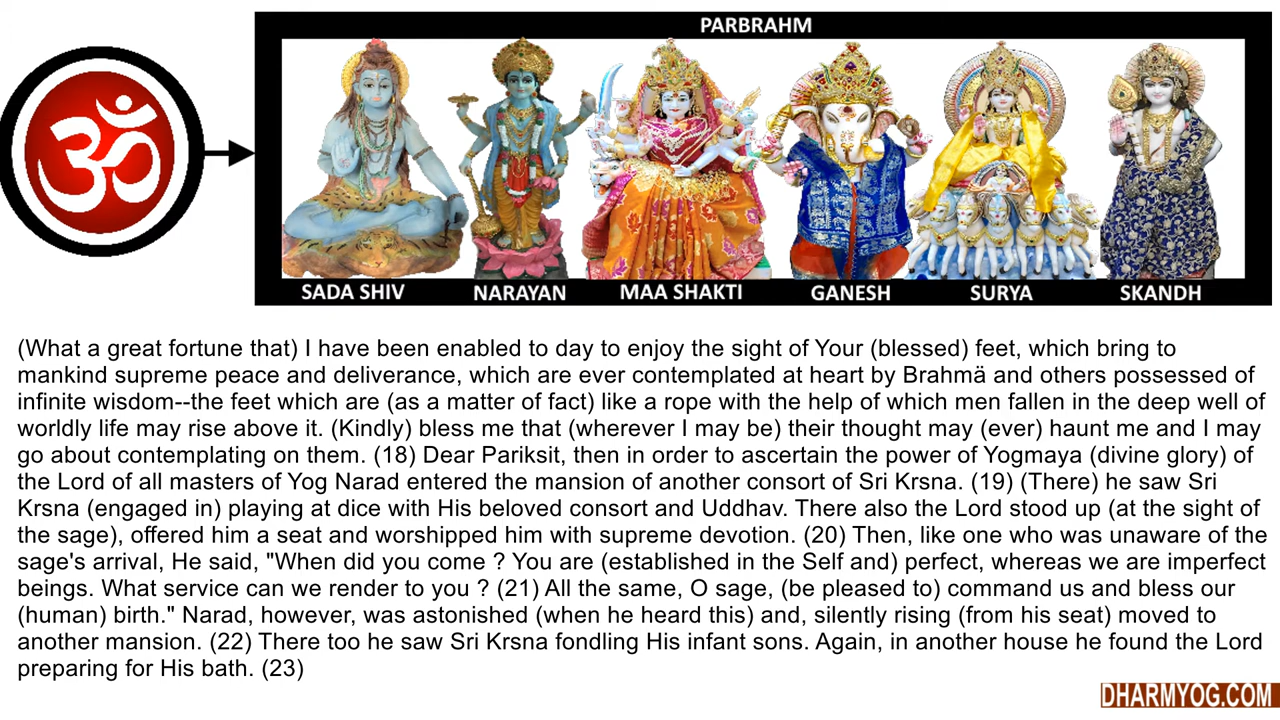 PARBRAHM
ॐ
SADA SHIV
NARAYAN
MAA SHAKTI
GANESH
SURYA
SKANDH
(What a great fortune that) I have been enabled to day to enjoy the sight of Your (blessed) feet, which bring to
mankind supreme peace and deliverance, which are ever contemplated at heart by Brahmä and others possessed of
infinite wisdom--the feet which are (as a matter of fact) like a rope with the help of which men fallen in the deep well of
worldly life may rise above it. (Kindly) bless me that (wherever I may be) their thought may (ever) haunt me and I may
go about contemplating on them. (18) Dear Pariksit, then in order to ascertain the power of Yogmaya (divine glory) of
the Lord of all masters of Yog Narad entered the mansion of another consort of Sri Krsna. (19) (There) he saw Sri
Krsna (engaged in) playing at dice with His beloved consort and Uddhav. There also the Lord stood up (at the sight of
the sage), offered him a seat and worshipped him with supreme devotion. (20) Then, like one who was unaware of the
sage's arrival, He said, "When did you come ? You are (established in the Self and) perfect, whereas we are imperfect
beings. What service can we render to you ? (21) All the same, O sage, (be pleased to) command us and bless our
(human) birth." Narad, however, was astonished (when he heard this) and, silently rising (from his seat) moved to
another mansion. (22) There too he saw Sri Krsna fondling His infant sons. Again, in another house he found the Lord
preparing for His bath. (23)
DHARMYOG.COM